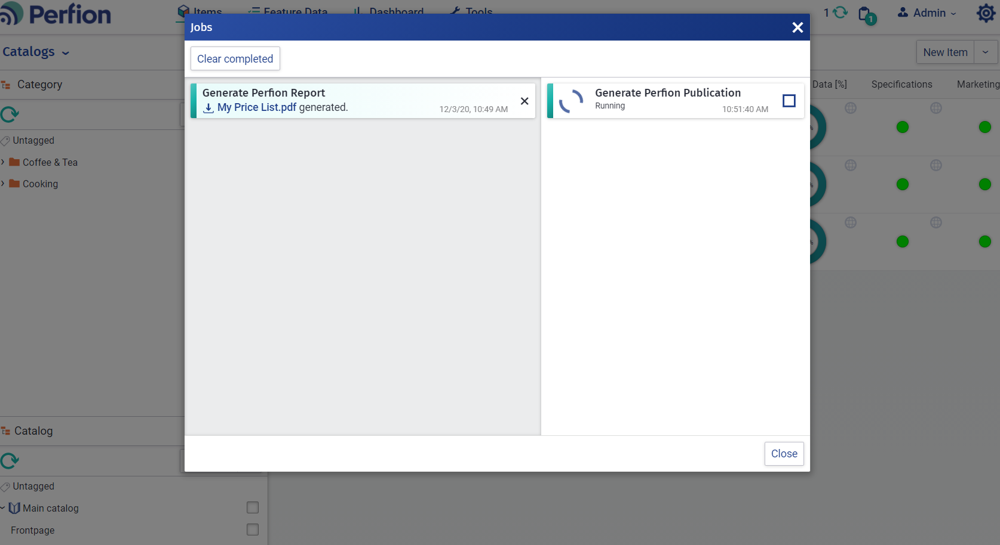 Perfion
Items
Feature Data
Dashboard
Tools
1
1
Admin
Jobs
Catalogs
Clear completed
New Item
Category
Data [%]
Specifications
Marketing
Generate Perfion Report
My Price List.pdf generated.
12/3/20, 10:49 AM
Generate Perfion Publication
Running
10:51:40 AM
Untagged
Coffee & Tea
Cooking
%
%
%
Catalog
Close
Untagged
Main catalog
Frontpage